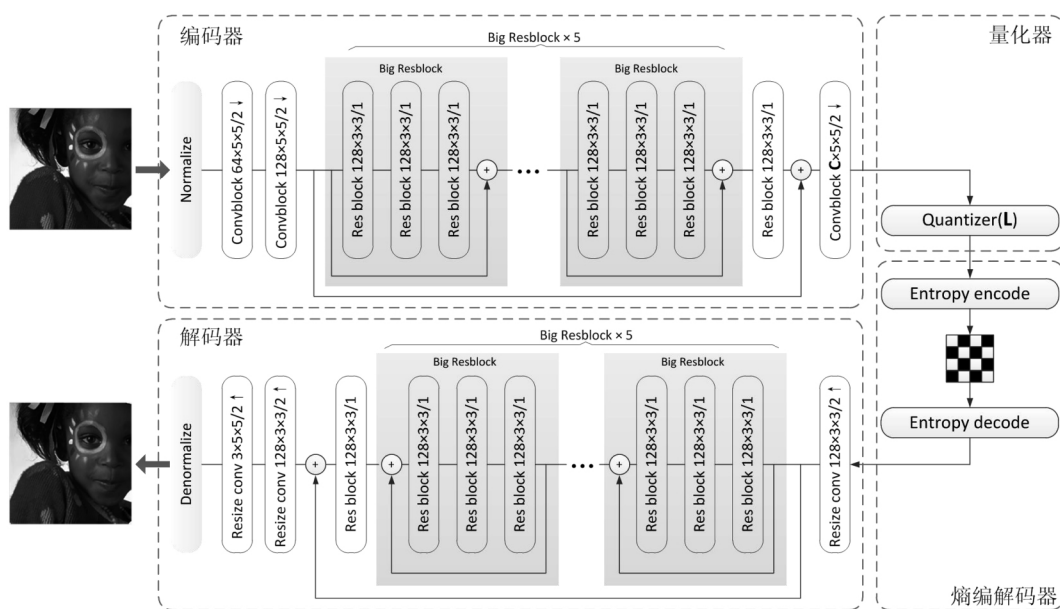 编码器
Big Resblock × 5
Big Resblock
Big Resblock
Normalize
Convblock 64×5×5/2 ↓
Convblock 128×5×5/2 ↓
Res block 128×3×3/1
Res block 128×3×3/1
Res block 128×3×3/1
+
•••
Res block 128×3×3/1
Res block 128×3×3/1
Res block 128×3×3/1
+
Res block 128×3×3/1
+
Convblock C×5×5/2 ↓
量化器
Quantizer(L)
Entropy encode
Entropy decode
熵编解码器
解码器
Big Resblock × 5
Big Resblock
Big Resblock
Denormalize
Resize conv 3×5×5/2 ↑
Resize conv 128×3×3/2 ↑
+
Res block 128×3×3/1
+
Res block 128×3×3/1
Res block 128×3×3/1
Res block 128×3×3/1
•••
+
Res block 128×3×3/1
Res block 128×3×3/1
Res block 128×3×3/1
Resize conv 128×3×3/2 ↑